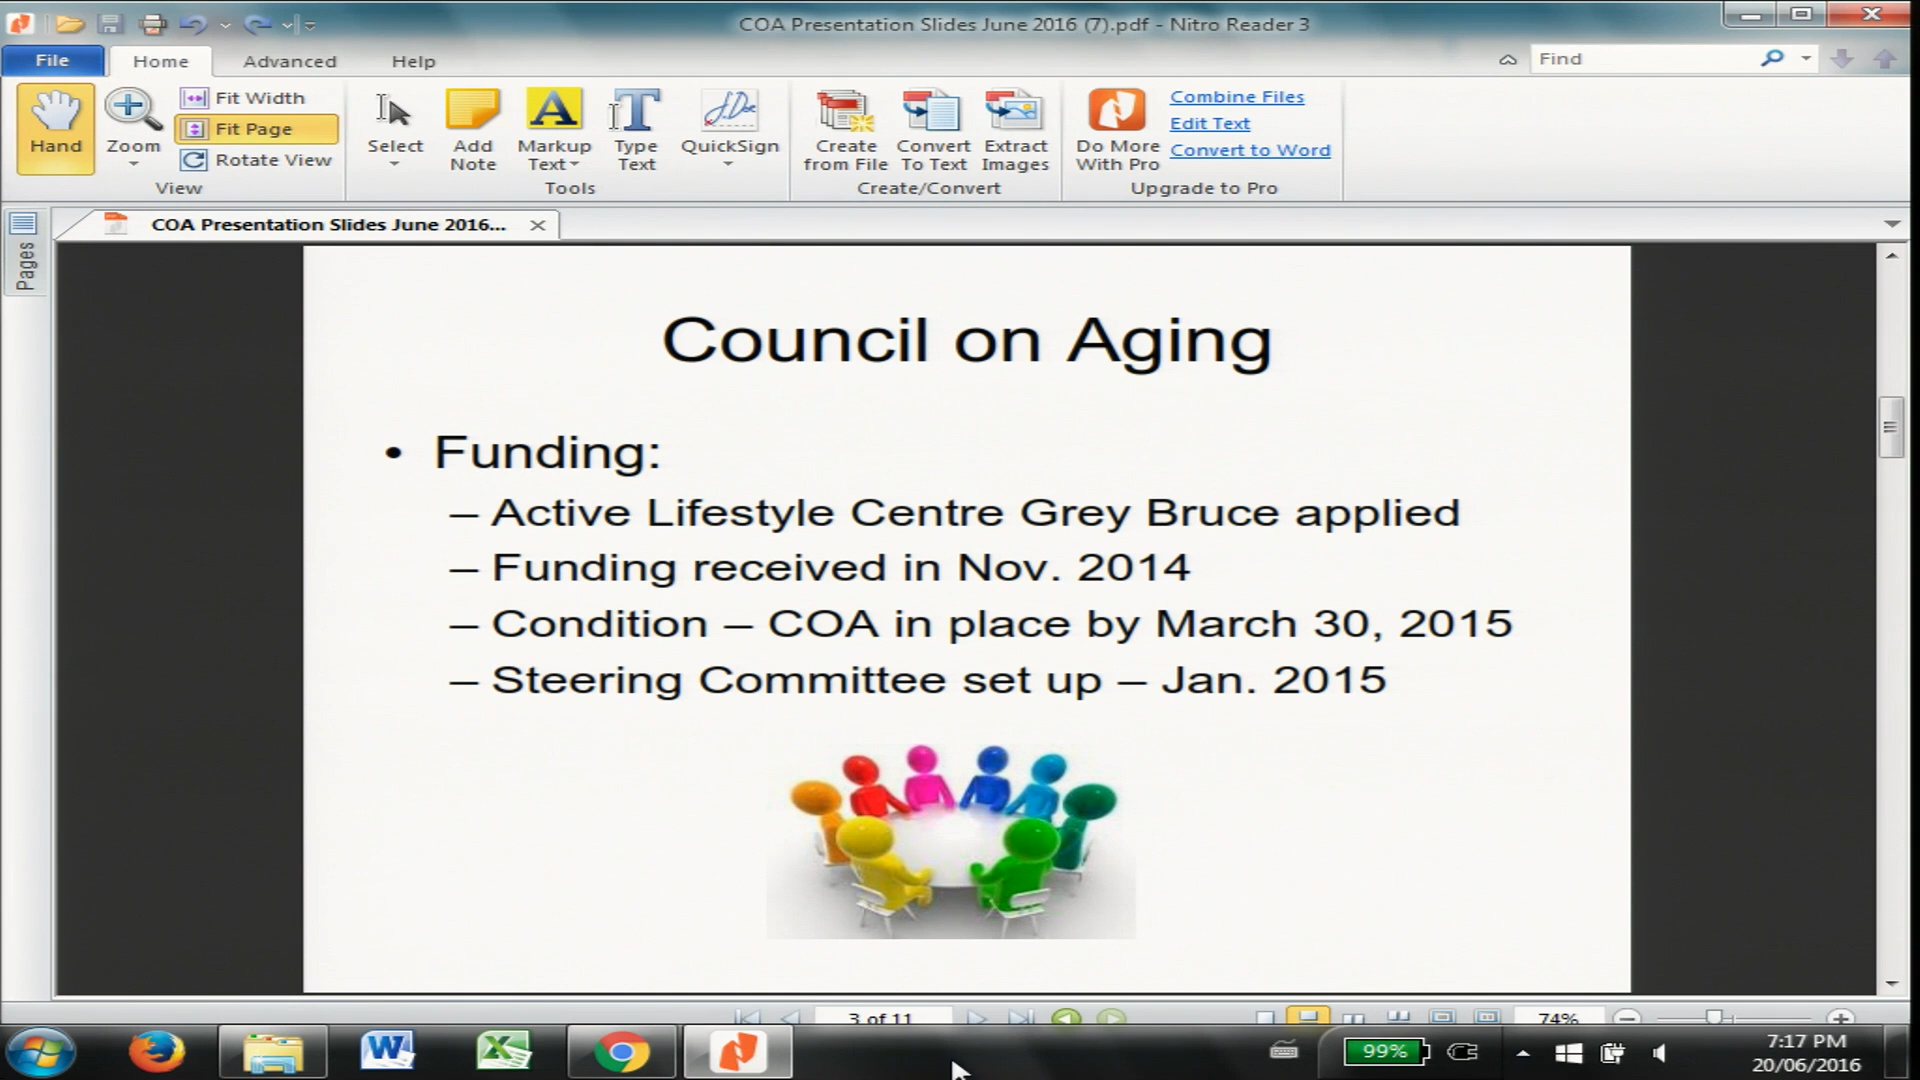 COA Presentation Slides June 2016 (7).pdf - Nitro Reader 3
File Home Advanced Help Find
Hand
Zoom
Fit Width
Fit Page
Rotate View
View
Select
Add Note
Markup Text
Type Text
QuickSign
Tools
Create from File
Convert To Text
Extract Images
Create/Convert
Do More With Pro
Combine Files
Edit Text
Convert to Word
Upgrade to Pro
COA Presentation Slides June 2016...
Pages
Council on Aging
• Funding:
– Active Lifestyle Centre Grey Bruce applied
– Funding received in Nov. 2014
– Condition – COA in place by March 30, 2015
– Steering Committee set up – Jan. 2015
3 of 11
74%
99%
7:17 PM
20/06/2016